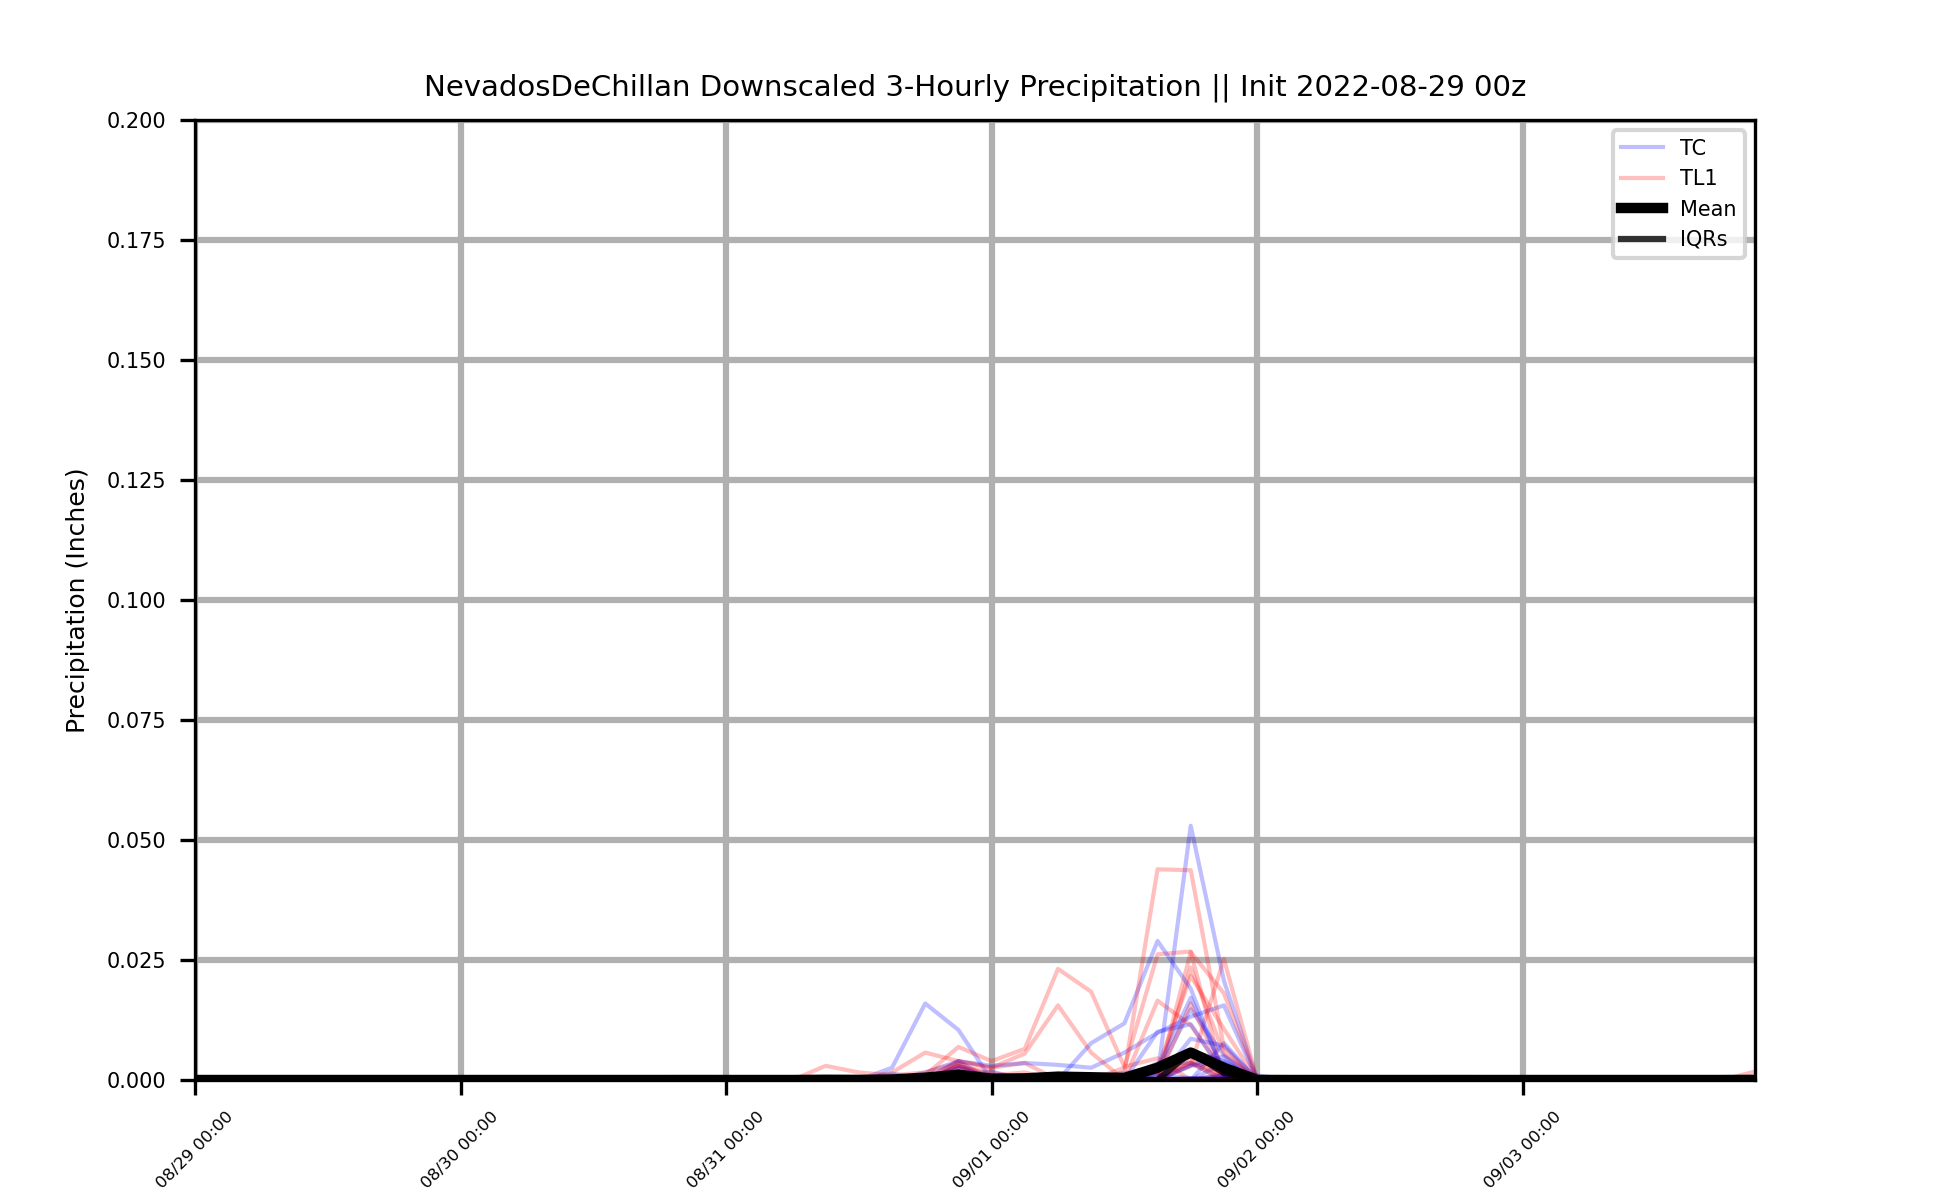 NevadosDeChillan Downscaled 3-Hourly Precipitation || Init 2022-08-29 00z
TC
TL1
Mean
IQRs
Precipitation (Inches)
0.200
0.175
0.150
0.125
0.100
0.075
0.050
0.025
0.000
08/29 00:00
08/30 00:00
08/31 00:00
09/01 00:00
09/02 00:00
09/03 00:00